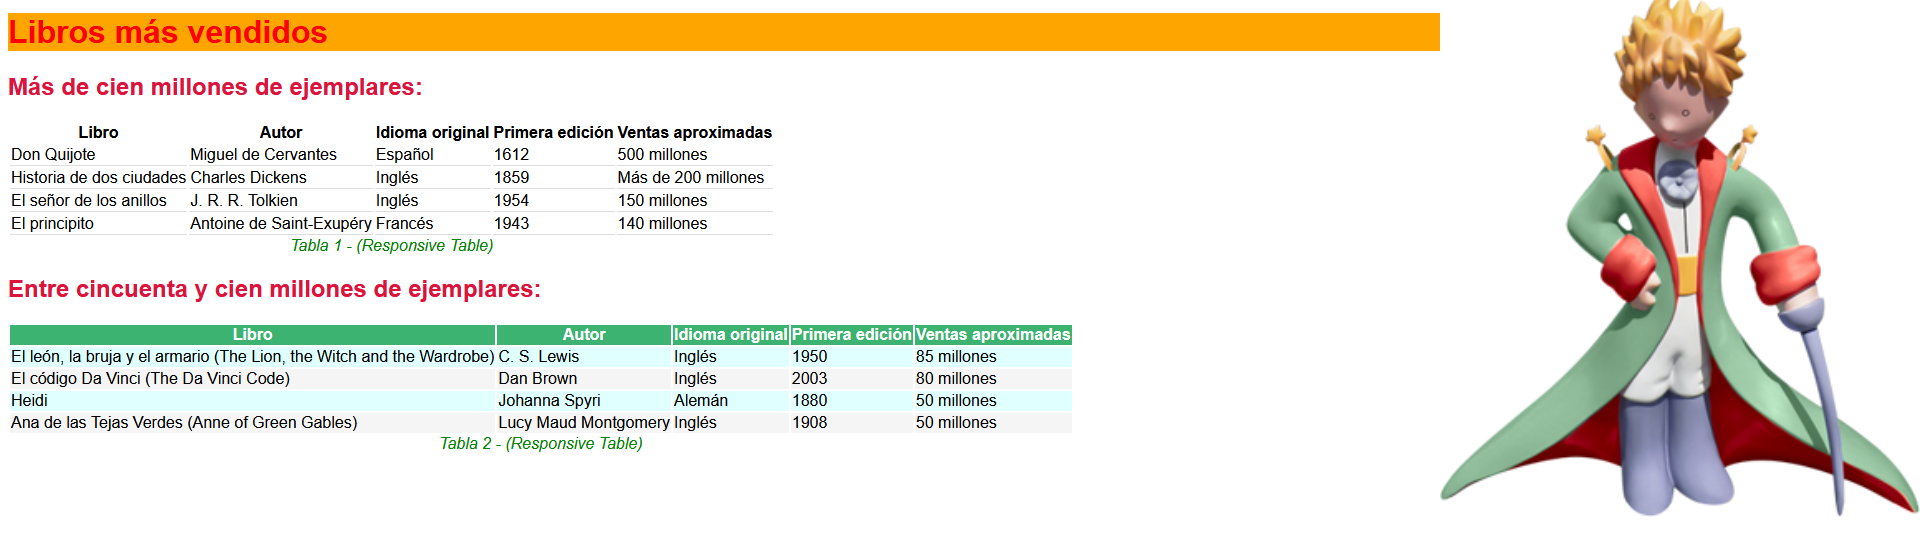 Libros más vendidos
Más de cien millones de ejemplares:
Libro Autor Idioma original Primera edición Ventas aproximadas
Don Quijote Miguel de Cervantes Español 1612 500 millones
Historia de dos ciudades Charles Dickens Inglés 1859 Más de 200 millones
El señor de los anillos J. R. R. Tolkien Inglés 1954 150 millones
El principito Antoine de Saint-Exupéry Francés 1943 140 millones
Tabla 1 - (Responsive Table)
Entre cincuenta y cien millones de ejemplares:
Libro Autor Idioma original Primera edición Ventas aproximadas
El león, la bruja y el armario (The Lion, the Witch and the Wardrobe) C. S. Lewis Inglés 1950 85 millones
El código Da Vinci (The Da Vinci Code) Dan Brown Inglés 2003 80 millones
Heidi Johanna Spyri Alemán 1880 50 millones
Ana de las Tejas Verdes (Anne of Green Gables) Lucy Maud Montgomery Inglés 1908 50 millones
Tabla 2 - (Responsive Table)